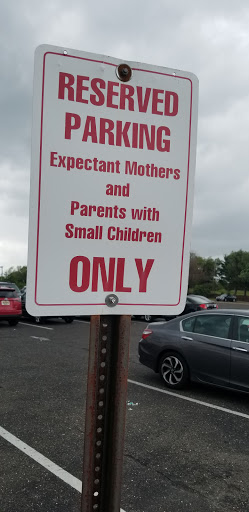 RESERVED
PARKING
Expectant Mothers
and
Parents with
Small Children
ONLY